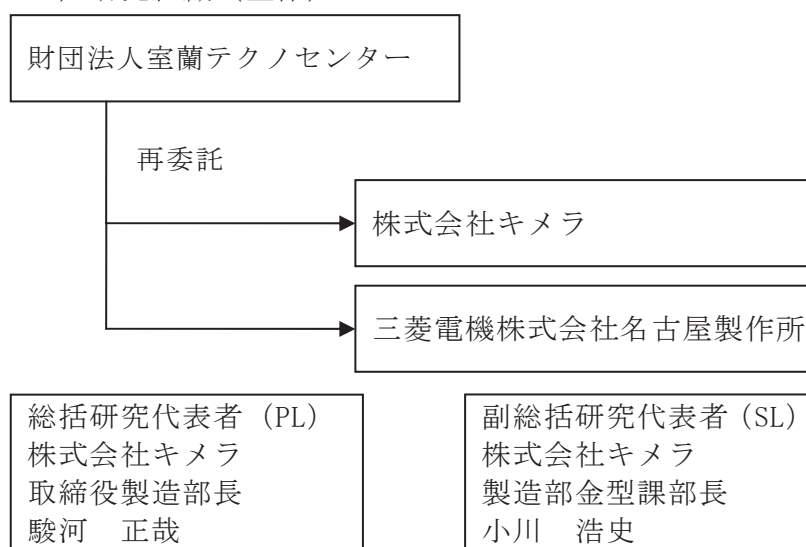 財団法人室蘭テクノセンター
再委託
株式会社キメラ
三菱電機株式会社名古屋製作所
総括研究代表者（PL）
株式会社キメラ
取締役製造部長
駿河　正哉
副総括研究代表者（SL）
株式会社キメラ
製造部金型課部長
小川　浩史